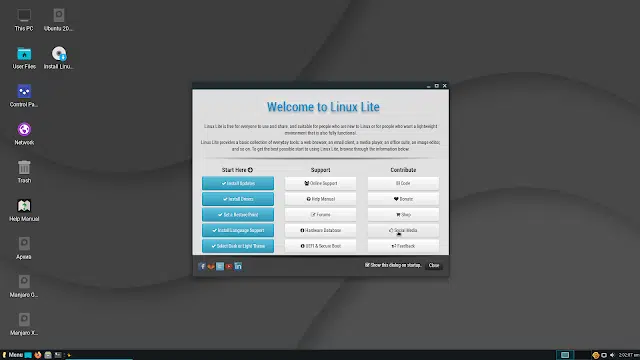 This PC
Ubuntu 20...
User Files
Install Linu...
Control Pa...
Network
Trash
Help Manual
Manjaro G...
Manjaro X...
Welcome to Linux Lite
Linux Lite is free for everyone to use and share, and suitable for people who are new to Linux or for people who want a lightweight
environment that is also fully functional.
Linux Lite provides a basic collection of everyday tools: a web browser, an email client, a media player, an office suite, an image editor,
and so on. To get the best possible start to using Linux Lite, browse through the information below.
Start Here
Support
Contribute
Install Updates
Online Support
Code
Install Drivers
Help Manual
Donate
Set a Restore Point
Forums
Shop
Install Language Support
Hardware Database
Social Media
Select Dark or Light Theme
UEFI & Secure Boot
Feedback
Show this dialog on startup.
Close
Menu